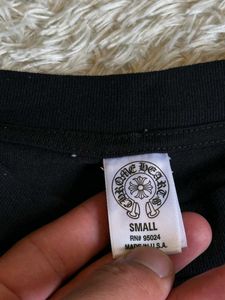 CHROME HEARTS
SMALL
RN# 95024
MADE IN U.S.A.